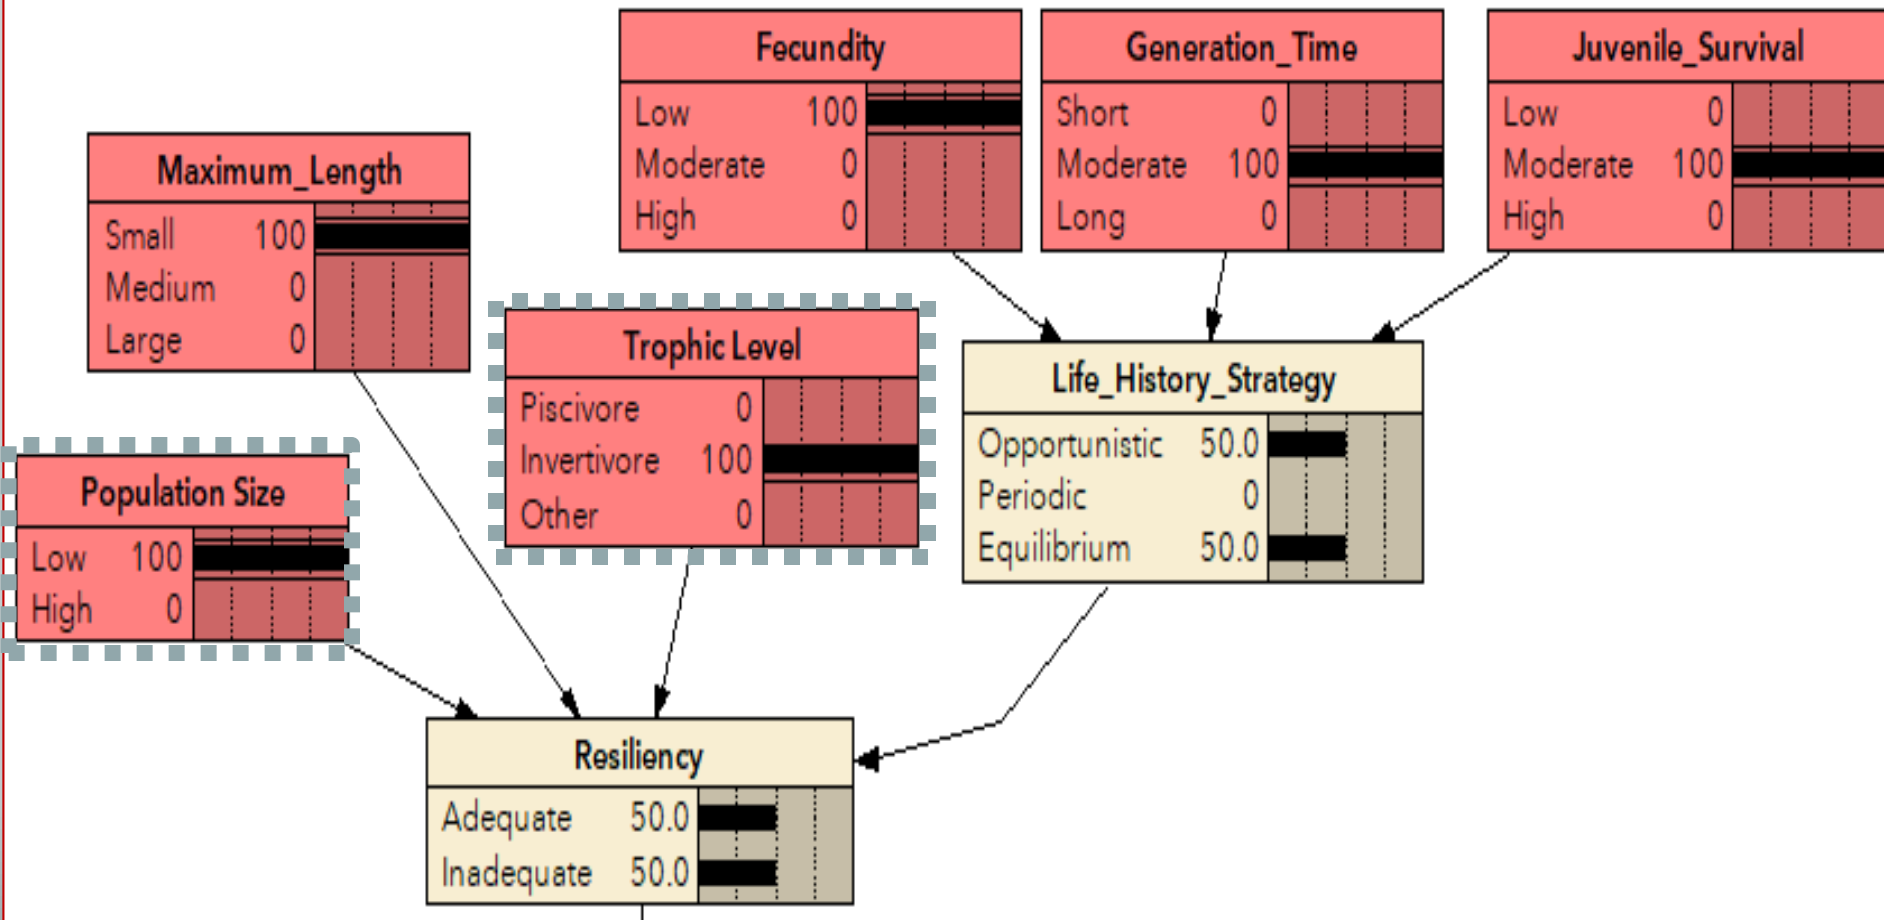 Fecundity
Low 100
Moderate 0
High 0
Generation_Time
Short 0
Moderate 100
Long 0
Juvenile_Survival
Low 0
Moderate 100
High 0
Maximum_Length
Small 100
Medium 0
Large 0
Trophic Level
Piscivore 0
Invertivore 100
Other 0
Life_History_Strategy
Opportunistic 50.0
Periodic 0
Equilibrium 50.0
Population Size
Low 100
High 0
Resiliency
Adequate 50.0
Inadequate 50.0